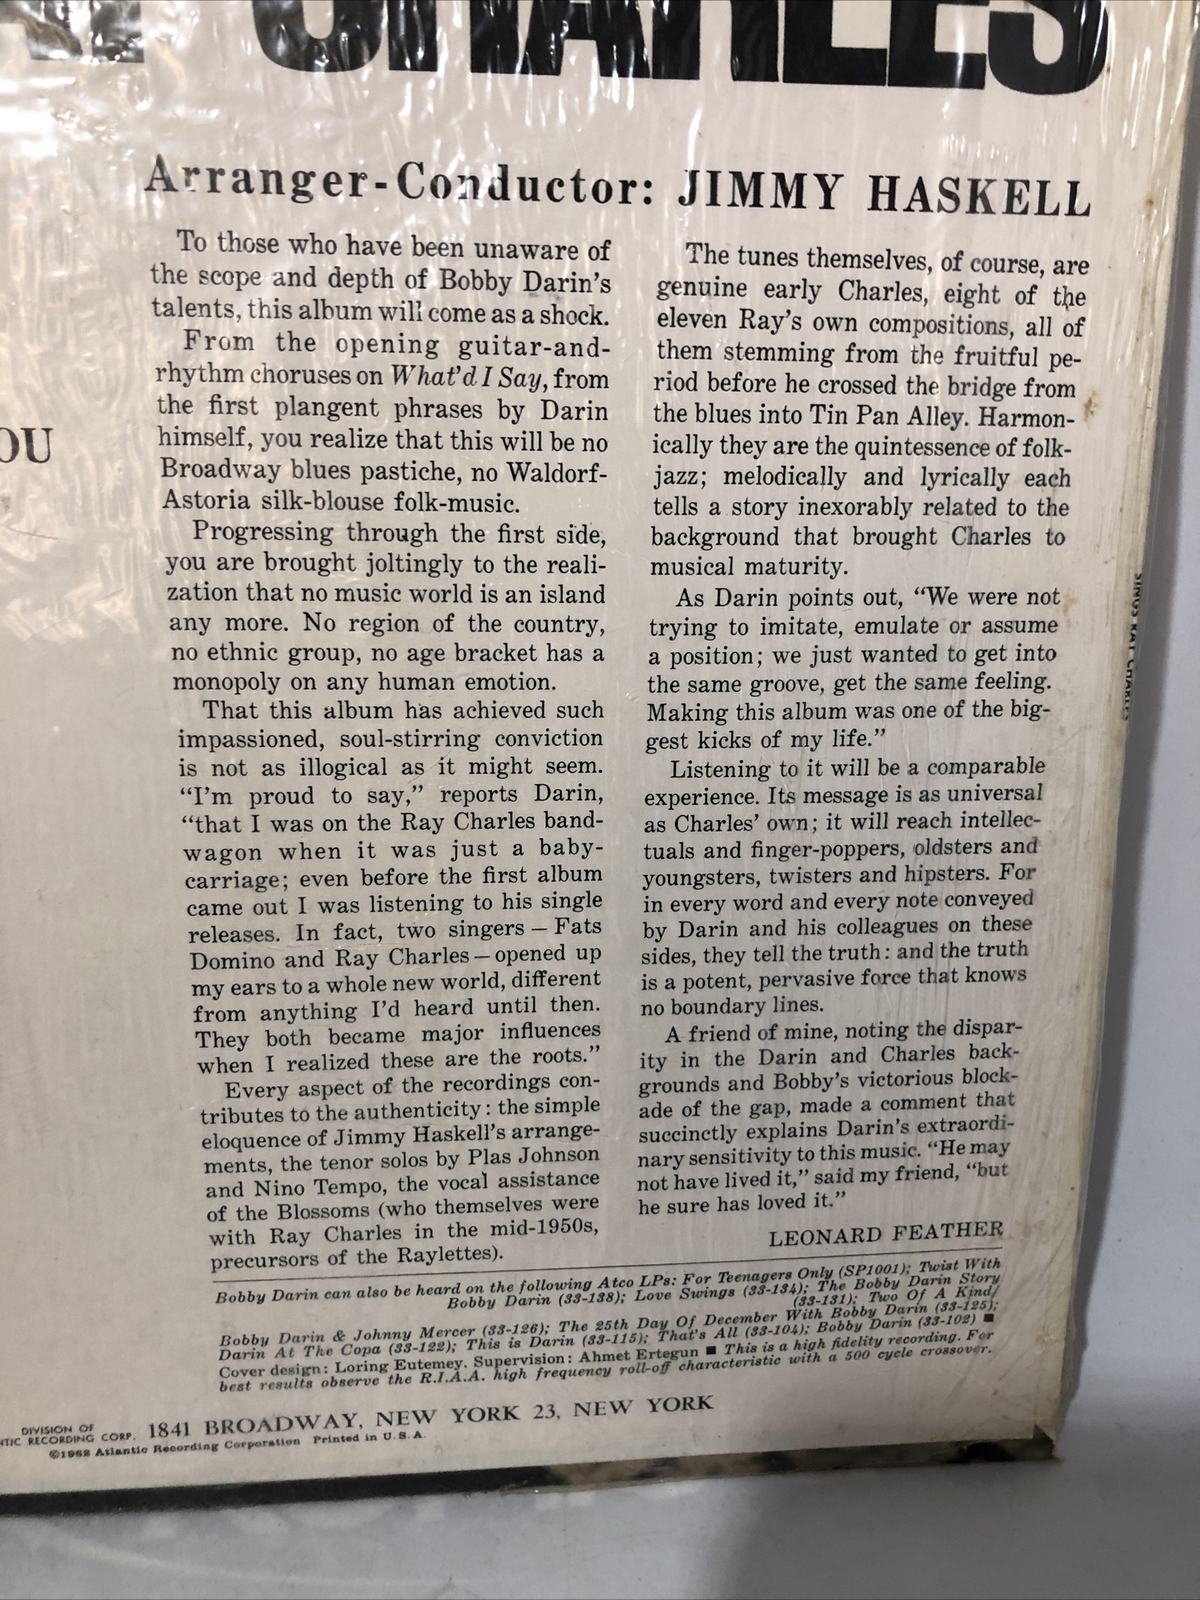 CHARLES
OU
Arranger-Conductor: JIMMY HASKELL
To those who have been unaware of
the scope and depth of Bobby Darin's
talents, this album will come as a shock.
From the opening guitar-and-
rhythm choruses on What'd I Say, from
the first plangent phrases by Darin
himself, you realize that this will be no
Broadway blues pastiche, no Waldorf-
Astoria silk-blouse folk-music.
Progressing through the first side,
you are brought joltingly to the reali-
zation that no music world is an island
any more. No region of the country,
no ethnic group, no age bracket has a
monopoly on any human emotion.
That this album has achieved such
impassioned, soul-stirring conviction
is not as illogical as it might seem.
"I'm proud to say," reports Darin,
"that I was on the Ray Charles band-
wagon when it was just a baby-
carriage; even before the first album
came out I was listening to his single
releases. In fact, two singers — Fats
Domino and Ray Charles — opened up
my ears to a whole new world, different
from anything I'd heard until then.
They both became major influences
when I realized these are the roots."
Every aspect of the recordings con-
tributes to the authenticity: the simple
eloquence of Jimmy Haskell's arrange-
ments, the tenor solos by Plas Johnson
and Nino Tempo, the vocal assistance
of the Blossoms (who themselves were
with Ray Charles in the mid-1950s,
precursors of the Raylettes).
The tunes themselves, of course, are
genuine early Charles, eight of the
eleven Ray's own compositions, all of
them stemming from the fruitful pe-
riod before he crossed the bridge from
the blues into Tin Pan Alley. Harmon-
ically they are the quintessence of folk-
jazz; melodically and lyrically each
tells a story inexorably related to the
background that brought Charles to
musical maturity.
As Darin points out, "We were not
trying to imitate, emulate or assume
a position; we just wanted to get into
the same groove, get the same feeling.
Making this album was one of the big-
gest kicks of my life."
Listening to it will be a comparable
experience. Its message is as universal
as Charles' own; it will reach intellec-
tuals and finger-poppers, oldsters and
youngsters, twisters and hipsters. For
in every word and every note conveyed
by Darin and his colleagues on these
sides, they tell the truth: and the truth
is a potent, pervasive force that knows
no boundary lines.
A friend of mine, noting the dispar-
ity in the Darin and Charles back-
grounds and Bobby's victorious block-
ade of the gap, made a comment that
succinctly explains Darin's extraordi-
nary sensitivity to this music. "He may
not have lived it," said my friend, "but
he sure has loved it."
LEONARD FEATHER
Bobby Darin can also be heard on the following Atco LPs: For Teenagers Only (SP1001); Twist With
Bobby Darin (33-138); Love Swings (33-134); The Bobby Darin Story
(33-131); Two Of A Kind/
Bobby Darin & Johnny Mercer (33-126); The 25th Day Of December With Bobby Darin (33-125);
Darin At The Copa (33-122); This is Darin (33-115); That's All (33-104); Bobby Darin (33-102) ■
Cover design: Loring Eutemey. Supervision: Ahmet Ertegun ■ This is a high fidelity recording. For
best results observe the R.I.A.A. high frequency roll-off characteristic with a 500 cycle crossover.
DIVISION OF
NTIC RECORDING CORP. 1841 BROADWAY, NEW YORK 23, NEW YORK
©1962 Atlantic Recording Corporation Printed in U.S.A.
SINGS RAY CHARLES